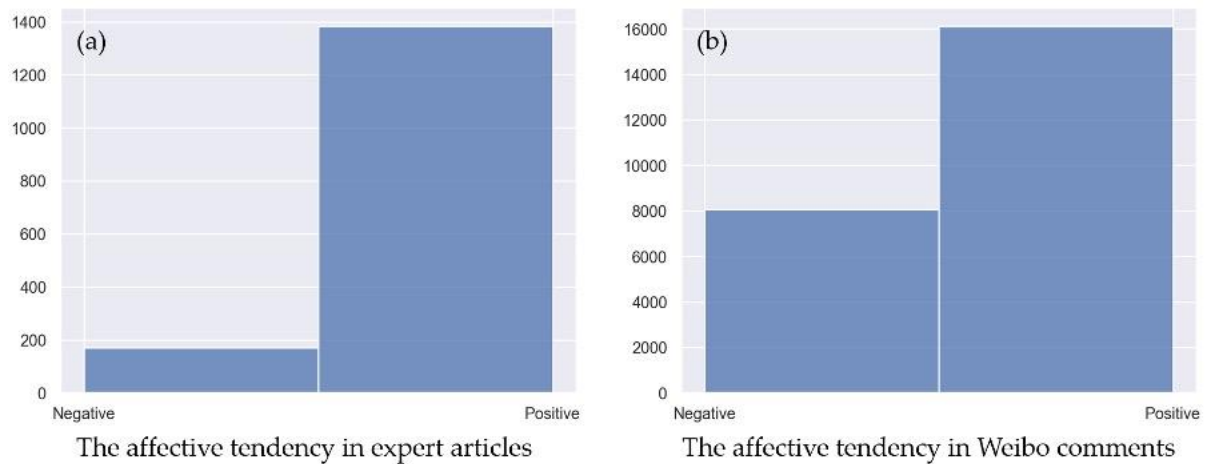 (a)
1400
1200
1000
800
600
400
200
0
Negative Positive
The affective tendency in expert articles
(b)
16000
14000
12000
10000
8000
6000
4000
2000
0
Negative Positive
The affective tendency in Weibo comments